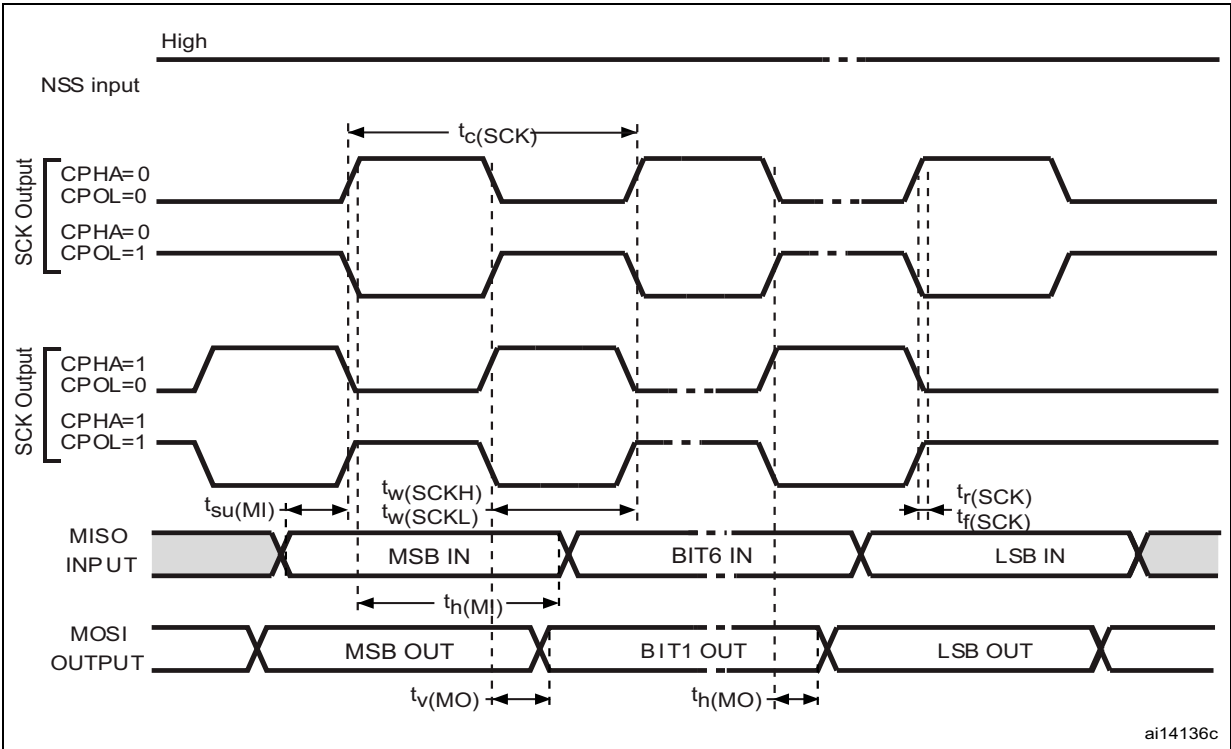 High
NSS input
tc(SCK)
SCK Output
CPHA=0
CPOL=0
CPHA=0
CPOL=1
SCK Output
CPHA=1
CPOL=0
CPHA=1
CPOL=1
tsu(MI)
tw(SCKH)
tw(SCKL)
tr(SCK)
tf(SCK)
MISO
INPUT
MSB IN
BIT6 IN
LSB IN
th(MI)
MOSI
OUTPUT
MSB OUT
BIT1 OUT
LSB OUT
tv(MO)
th(MO)
ai14136c